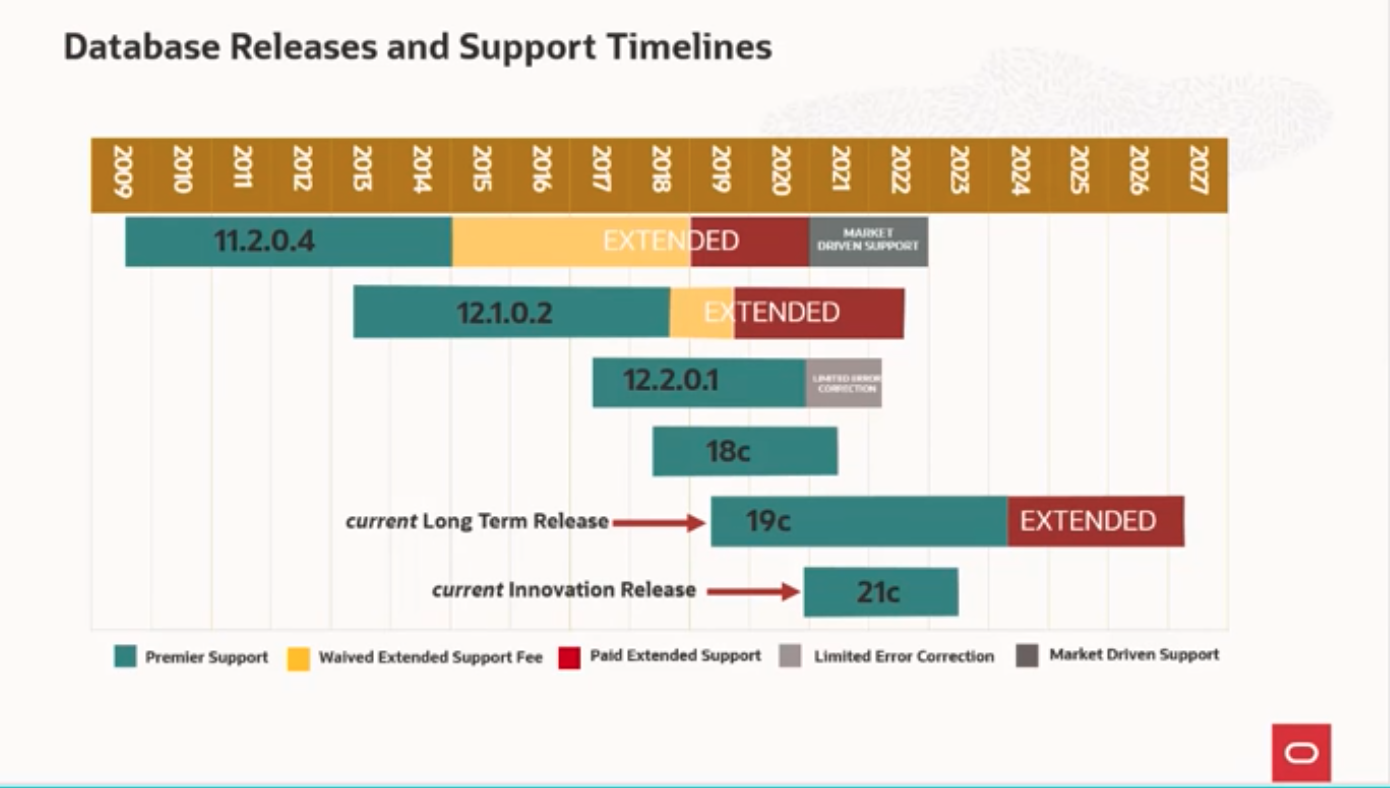 Database Releases and Support Timelines
2009 2010 2011 2012 2013 2014 2015 2016 2017 2018 2019 2020 2021 2022 2023 2024 2025 2026 2027
11.2.0.4 EXTENDED MARKET
DRIVEN SUPPORT
12.1.0.2 EXTENDED
12.2.0.1 LIMITED ERROR
CORRECTION
18c
current Long Term Release 19c EXTENDED
current Innovation Release 21c
Premier Support Waived Extended Support Fee Paid Extended Support Limited Error Correction Market Driven Support